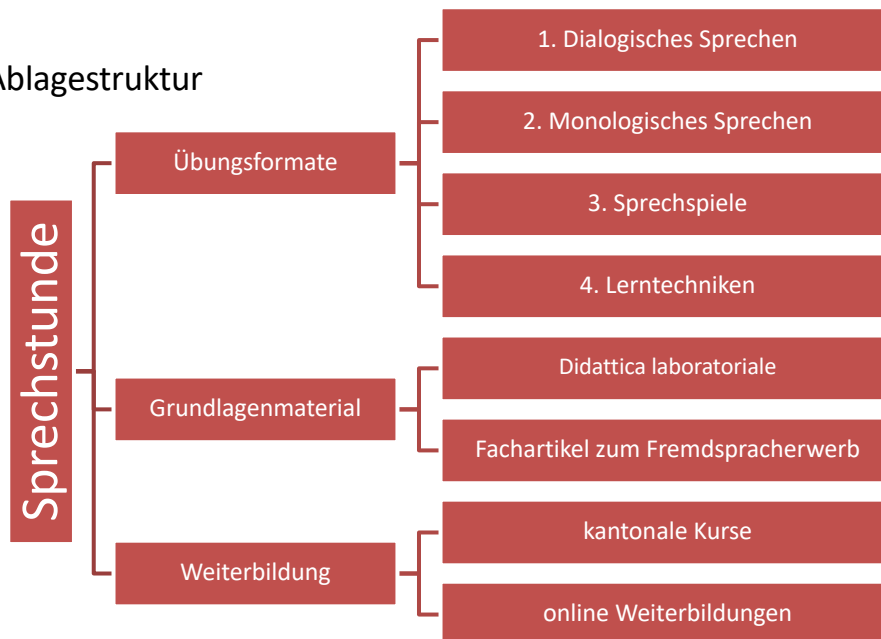 Ablagestruktur
Sprechstunde
Übungsformate
1. Dialogisches Sprechen
2. Monologisches Sprechen
3. Sprechspiele
4. Lerntechniken
Grundlagenmaterial
Didattica laboratoriale
Fachartikel zum Fremdspracherwerb
Weiterbildung
kantonale Kurse
online Weiterbildungen